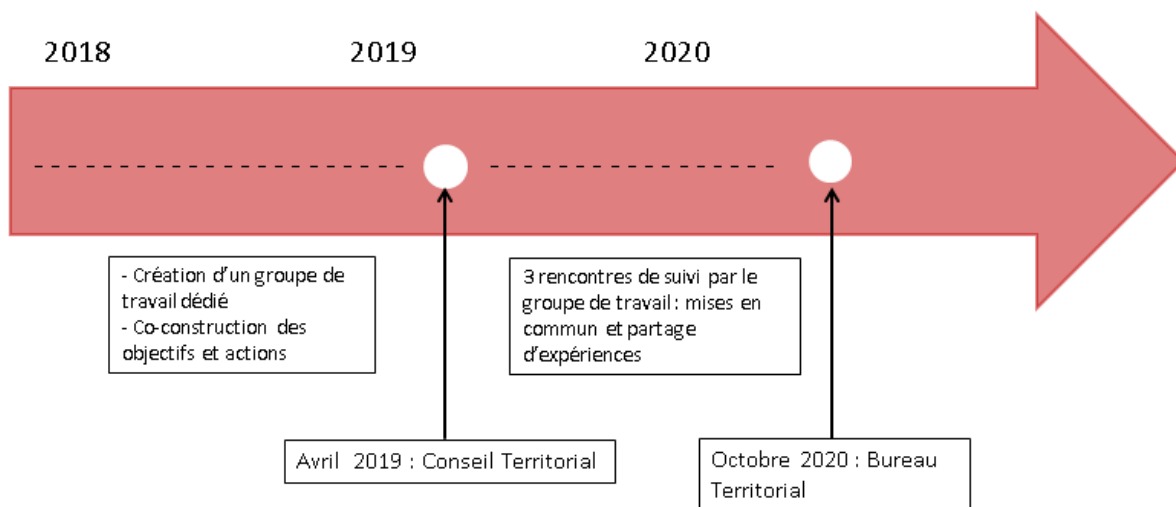 2018
2019
2020
- Création d’un groupe de
travail dédié
- Co-construction des
objectifs et actions
3 rencontres de suivi par le
groupe de travail : mises en
commun et partage
d’expériences
Avril 2019 : Conseil Territorial
Octobre 2020 : Bureau
Territorial